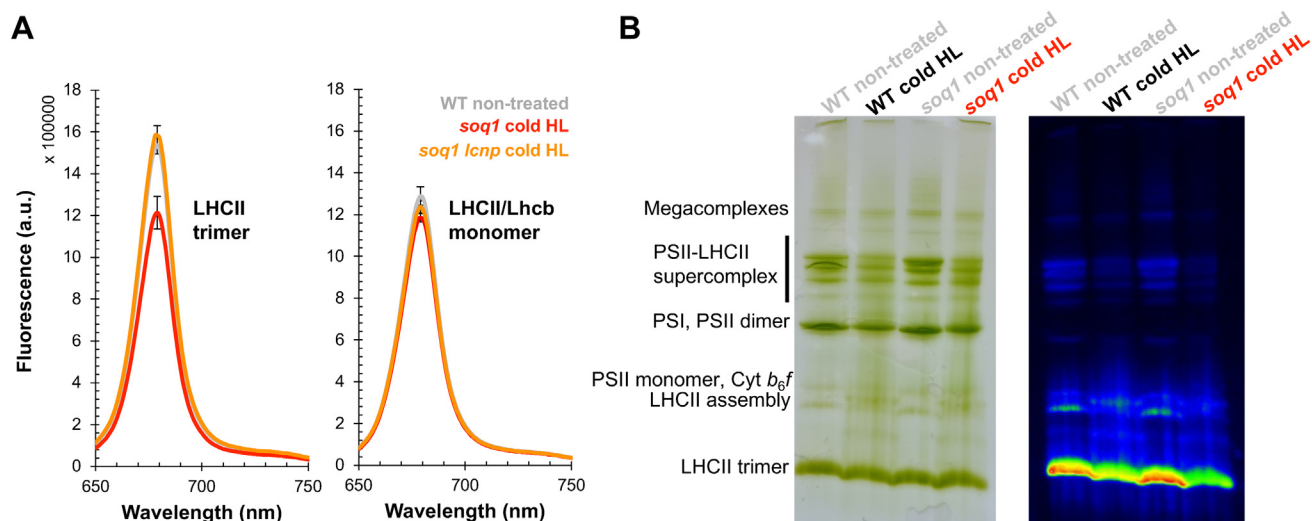 A
x 100000
Fluorescence (a.u.)
18
16
14
12
10
8
6
4
2
0
650
700
750
Wavelength (nm)
LHCII
trimer
18
16
14
12
10
8
6
4
2
0
650
700
750
Wavelength (nm)
WT non-treated
soq1 cold HL
soq1 lcnp cold HL
LHCII/Lhcb
monomer
B
WT non-treated
WT cold HL
soq1 non-treated
soq1 cold HL
WT non-treated
WT cold HL
soq1 non-treated
soq1 cold HL
Megacomplexes
PSII-LHCII
supercomplex
PSI, PSII dimer
PSII monomer, Cyt b₆f
LHCII assembly
LHCII trimer